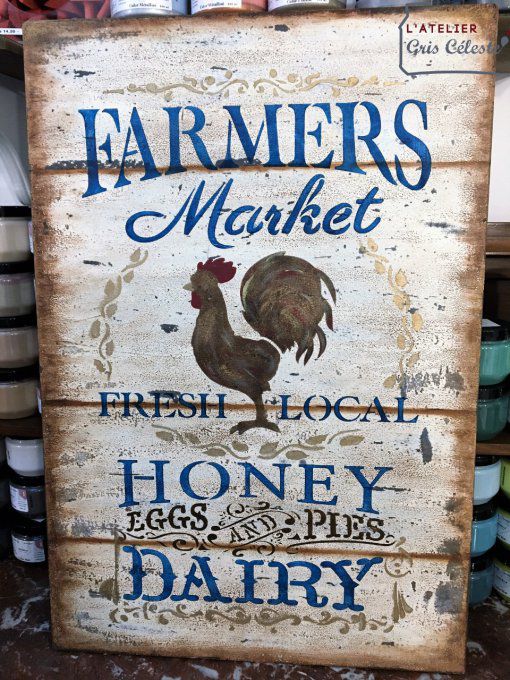 L'ATELIER
Gris Céleste
FARMERS
Market
FRESH LOCAL
HONEY
EGGS AND PIES
DAIRY